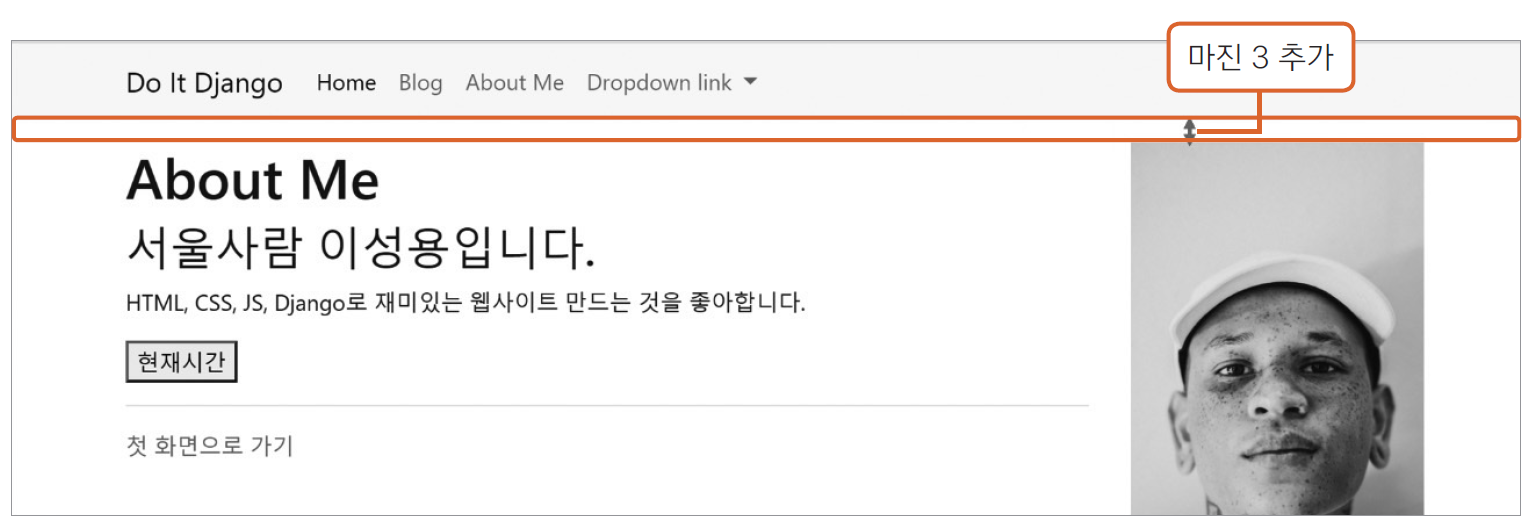 마진 3 추가
Do It Django Home Blog About Me Dropdown link
About Me
서울사람 이성용입니다.
HTML, CSS, JS, Django로 재미있는 웹사이트 만드는 것을 좋아합니다.
현재시간
첫 화면으로 가기